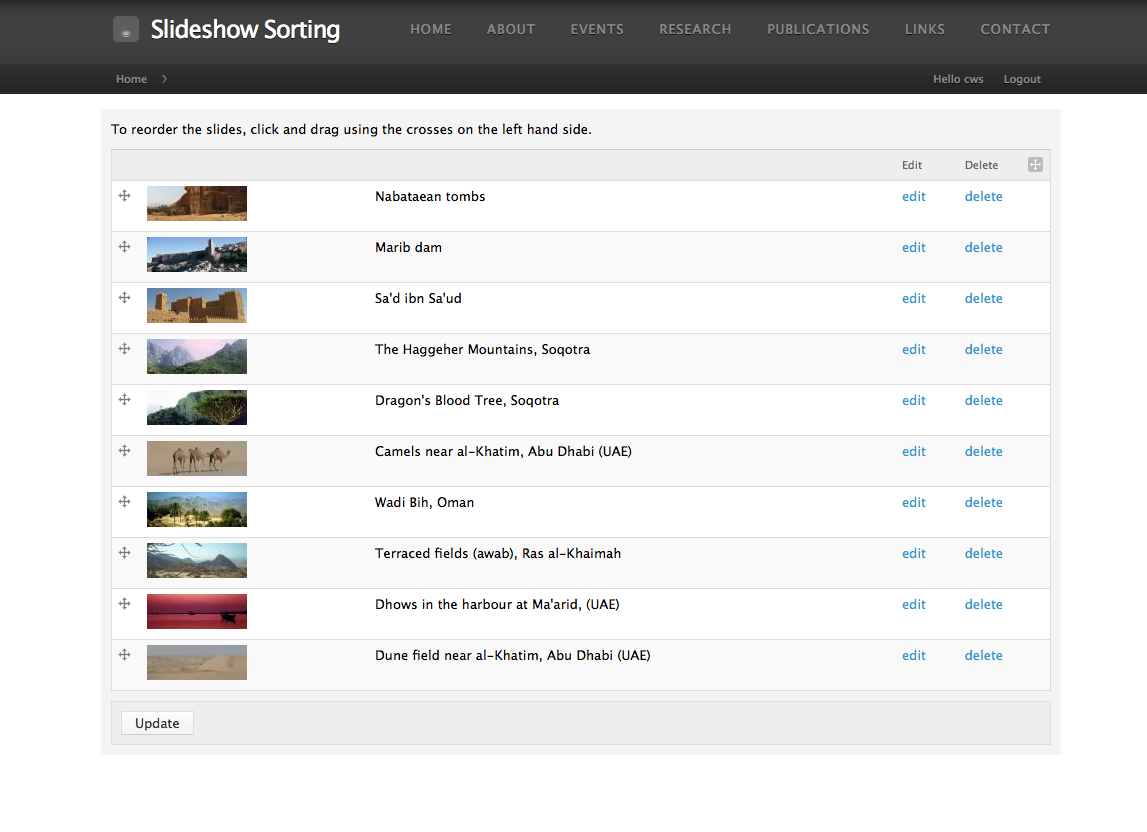 Slideshow Sorting
HOME ABOUT EVENTS RESEARCH PUBLICATIONS LINKS CONTACT
Home
Hello cws Logout
To reorder the slides, click and drag using the crosses on the left hand side.
Edit Delete
Nabataean tombs edit delete
Marib dam edit delete
Sa'd ibn Sa'ud edit delete
The Haggeher Mountains, Soqotra edit delete
Dragon's Blood Tree, Soqotra edit delete
Camels near al-Khatim, Abu Dhabi (UAE) edit delete
Wadi Bih, Oman edit delete
Terraced fields (awab), Ras al-Khaimah edit delete
Dhows in the harbour at Ma'arid, (UAE) edit delete
Dune field near al-Khatim, Abu Dhabi (UAE) edit delete
Update